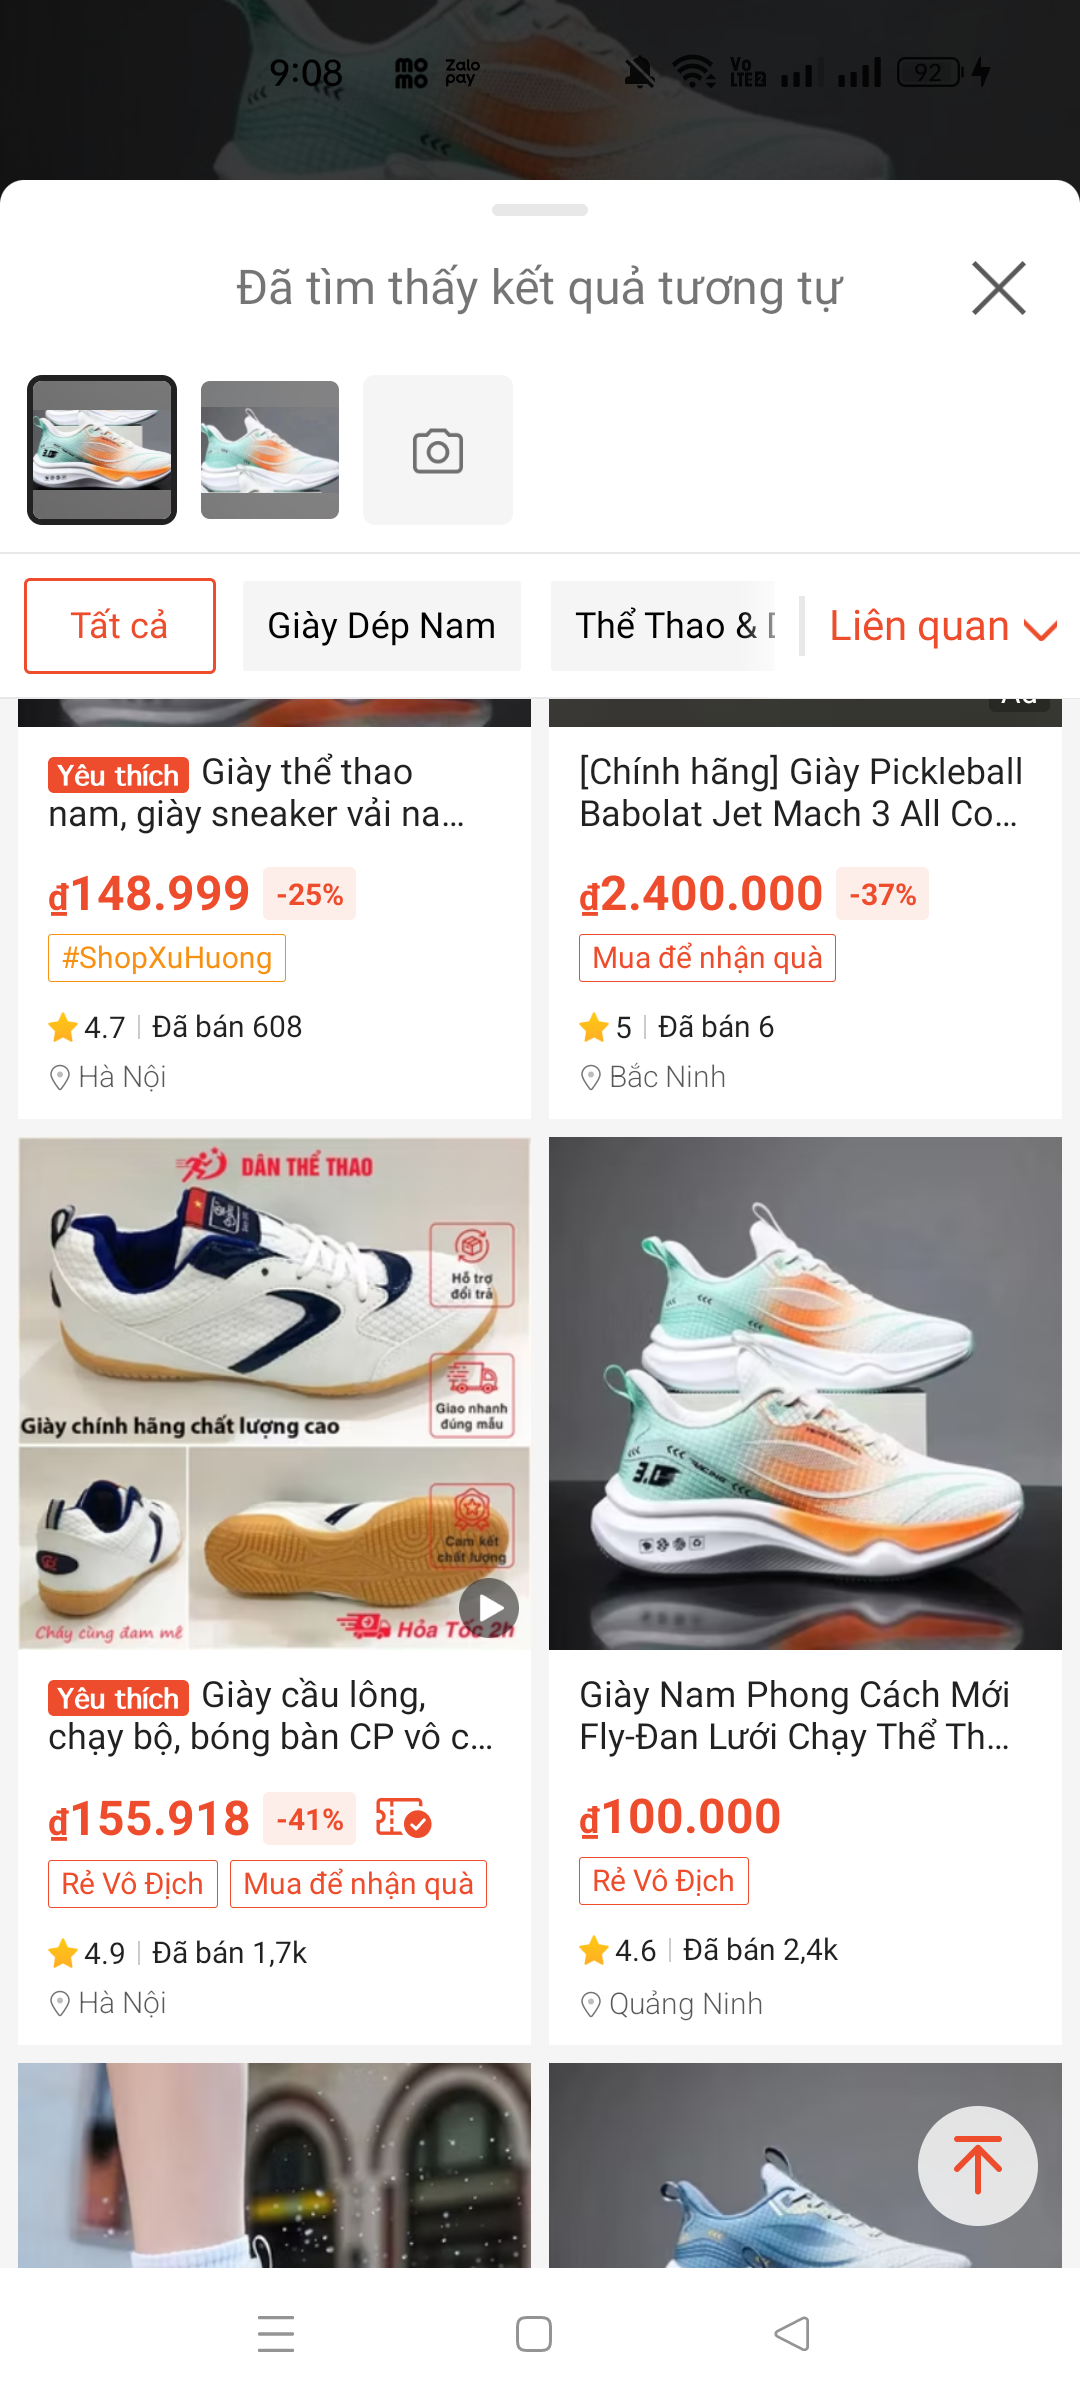 9:08
mo
mo
Zalo
pay
Vo
LTE2
92
Đã tìm thấy kết quả tương tự
Tất cả
Giày Dép Nam
Thể Thao &
Liên quan
Yêu thích Giày thể thao
nam, giày sneaker vải na...
₫148.999 -25%
#ShopXuHuong
4.7 Đã bán 608
Hà Nội
Ad
[Chính hãng] Giày Pickleball
Babolat Jet Mach 3 All Co...
₫2.400.000 -37%
Mua để nhận quà
5 Đã bán 6
Bắc Ninh
DÂN THỂ THAO
Hỗ trợ
đổi trả
Giao nhanh
đúng mẫu
Giày chính hãng chất lượng cao
Cam kết
chất lượng
Cháy cùng đam mê
Hỏa Tốc 2h
Yêu thích Giày cầu lông,
chạy bộ, bóng bàn CP vô c...
₫155.918 -41%
Rẻ Vô Địch Mua để nhận quà
4.9 Đã bán 1,7k
Hà Nội
RACING
Giày Nam Phong Cách Mới
Fly-Đan Lưới Chạy Thể Th...
₫100.000
Rẻ Vô Địch
4.6 Đã bán 2,4k
Quảng Ninh